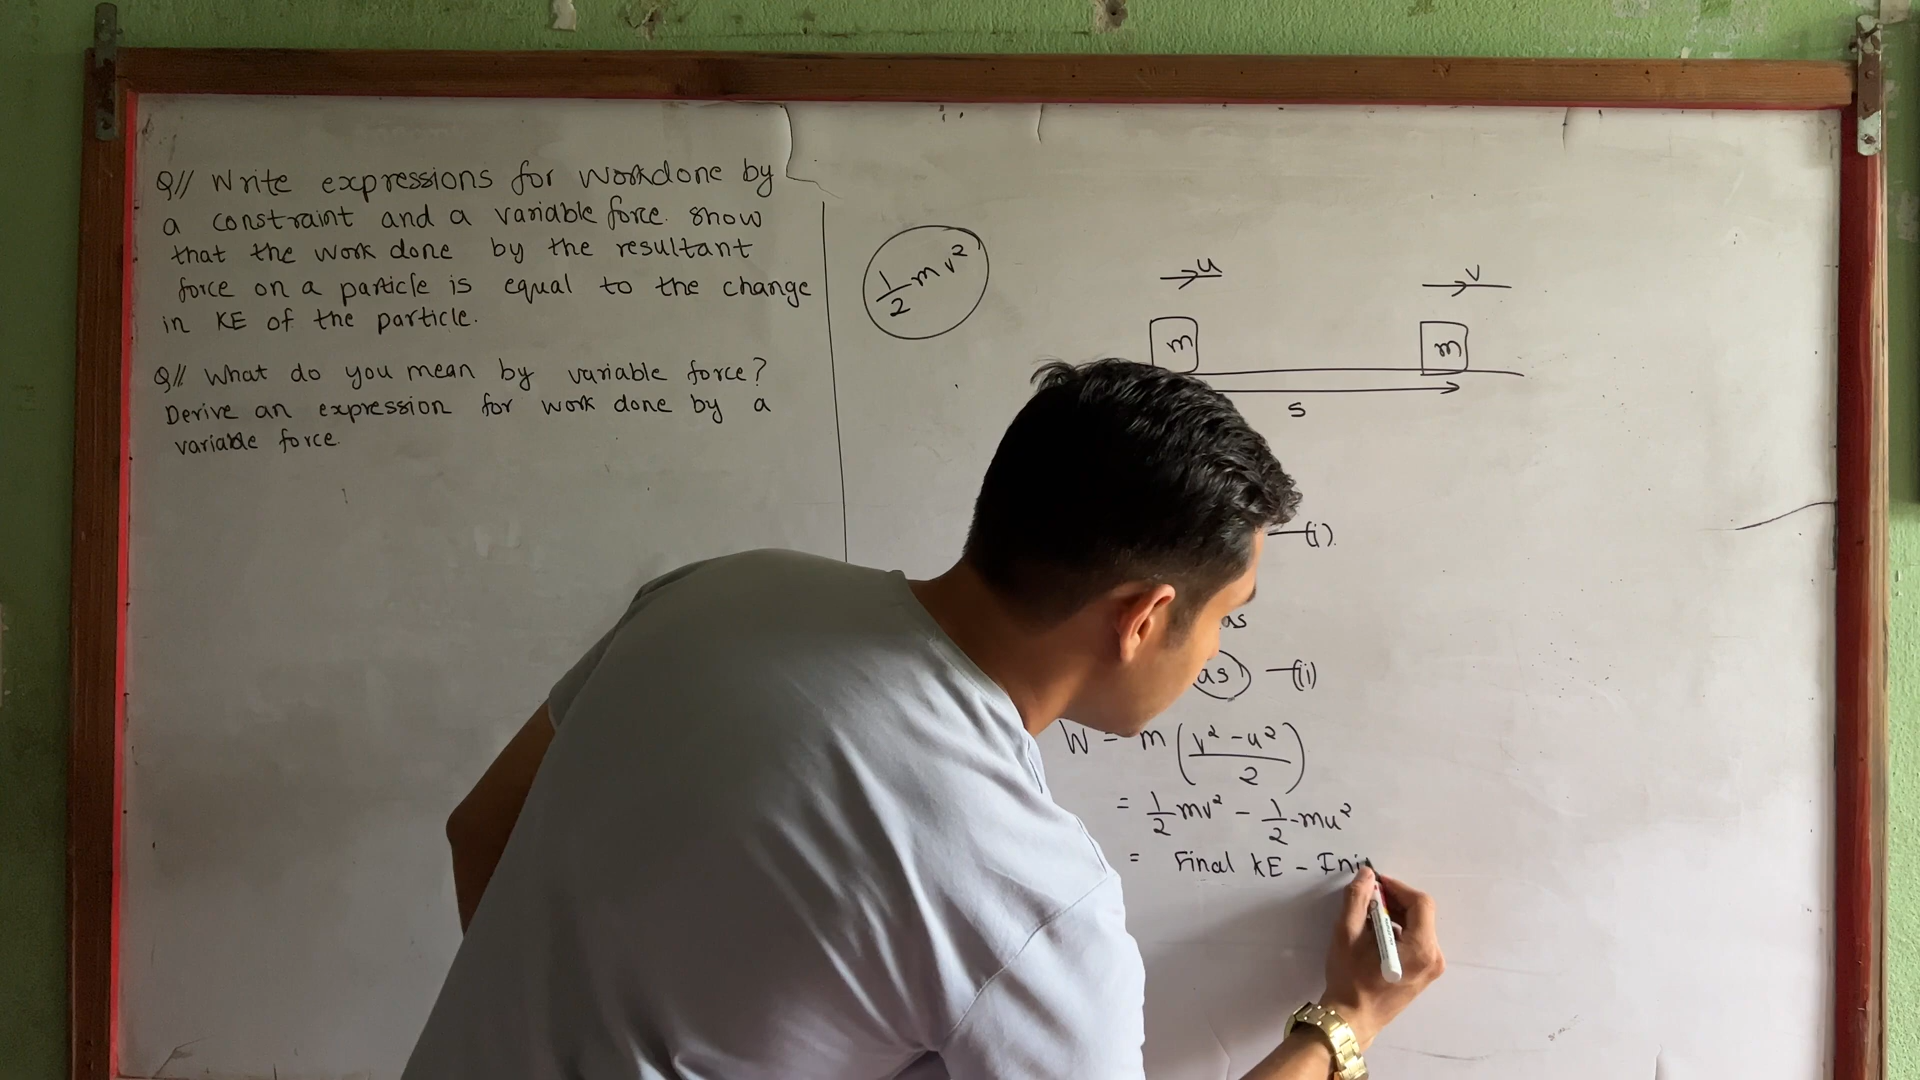 Q// Write expressions for workdone by
a constraint and a variable force. show
that the work done by the resultant
force on a particle is equal to the change
in KE of the particle.
Q// What do you mean by variable force?
Derive an expression for work done by a
variable force.
1/2 mv²
u
v
m
m
s
(i)
as
as (ii)
W = m ((v² - u²)/2)
= 1/2 mv² - 1/2 mu²
= Final KE - Ini